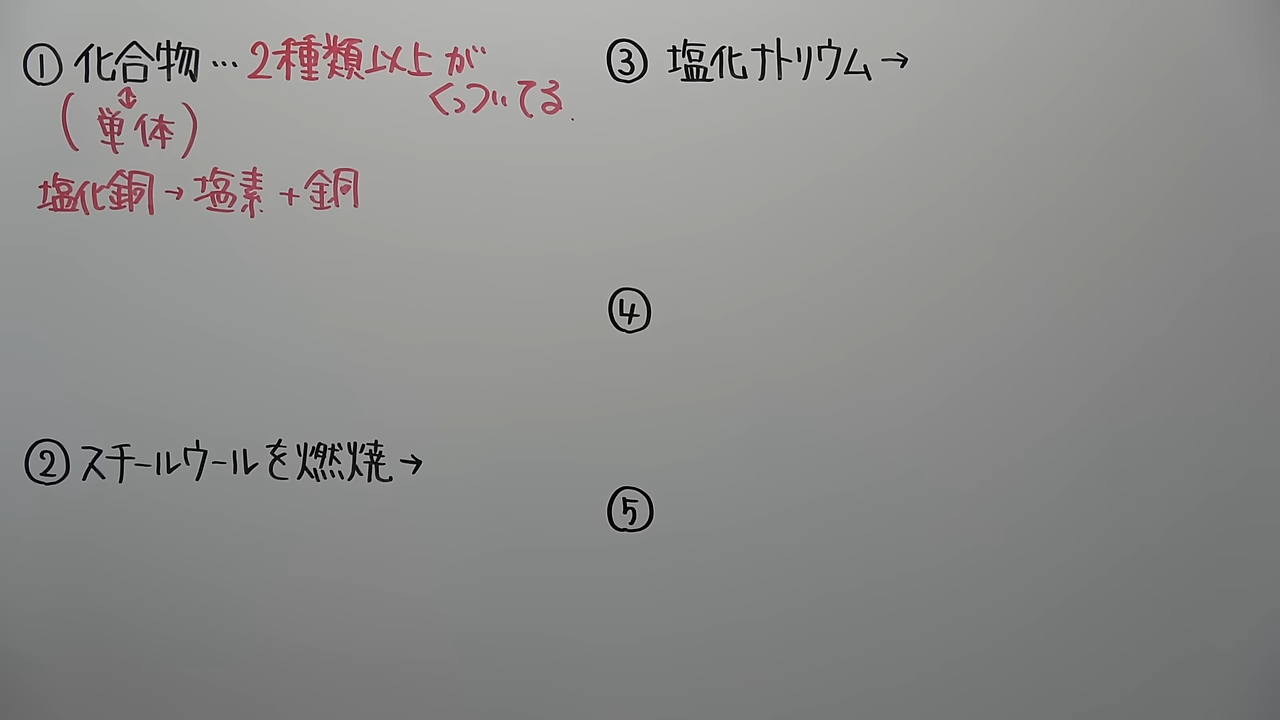 ① 化合物…2種類以上が
くっついてる
↕
(単体)
塩化銅→塩素+銅
② スチールウールを燃焼→
③ 塩化ナトリウム→
④
⑤